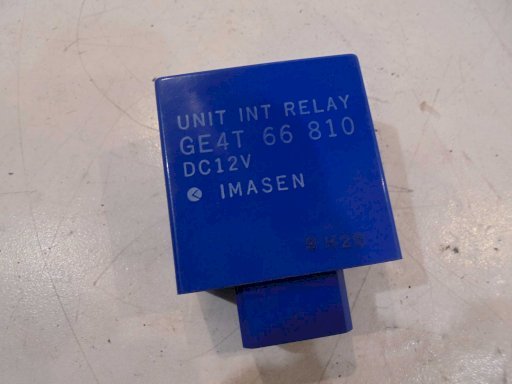 UNIT INT RELAY
GE4T 66 810
DC12V
IMASEN